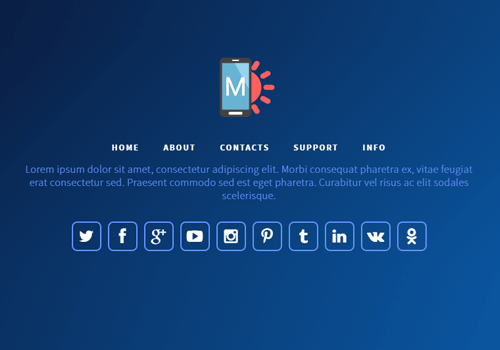 M
HOME ABOUT CONTACTS SUPPORT INFO
Lorem ipsum dolor sit amet, consectetur adipiscing elit. Morbi consequat pharetra ex, vitae feugiat
erat consectetur sed. Praesent commodo sed est eget pharetra. Curabitur vel risus ac elit sodales
scelerisque.